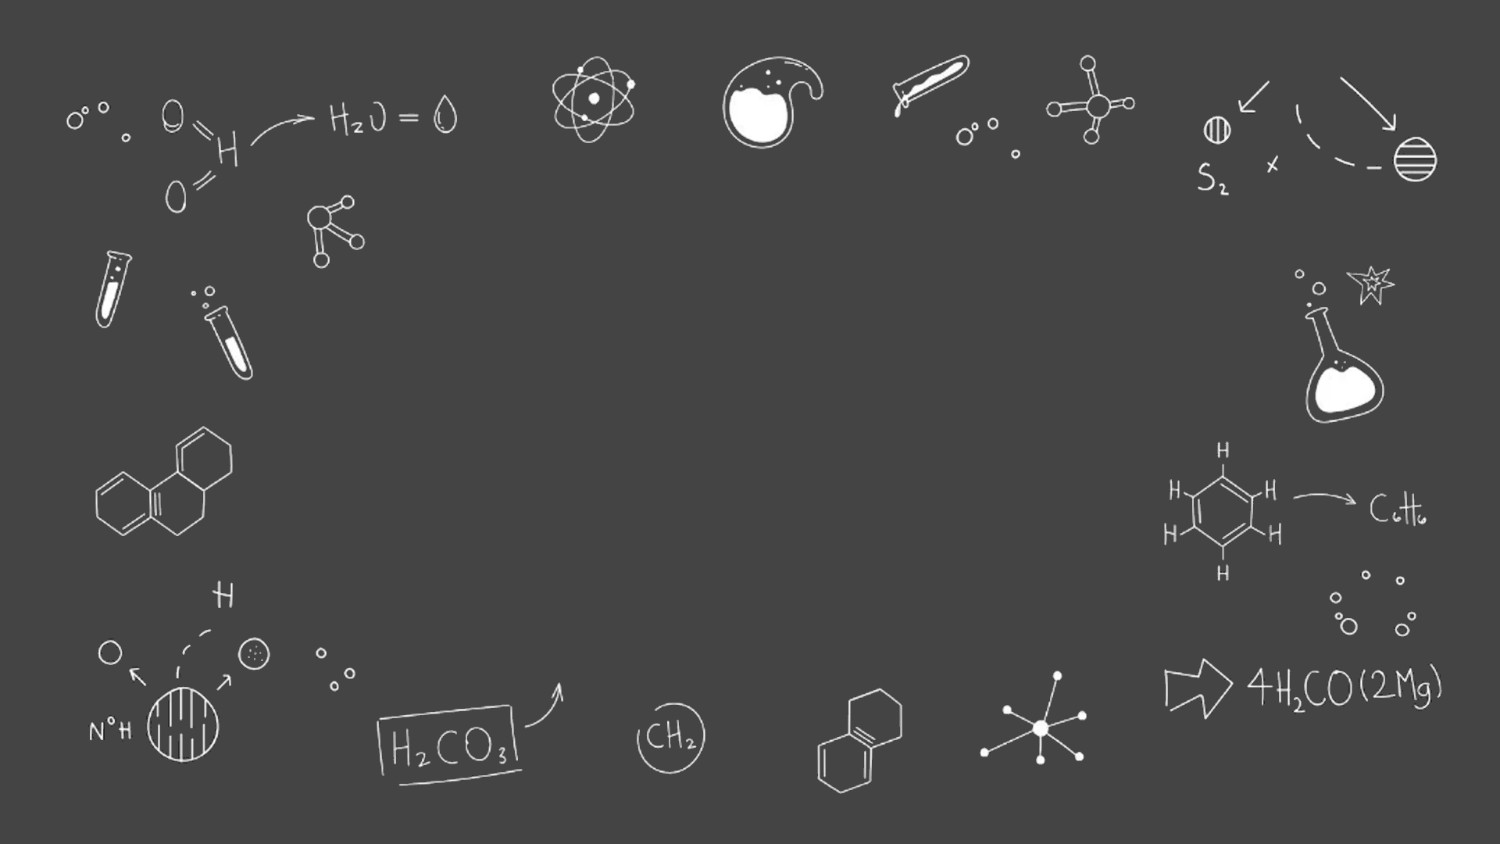 O
H
O
H₂O =
S₂ x
H
H H
H H
H
C₆H₆
H
N°H
H₂CO₃
CH₂
4H₂CO(2Mg)